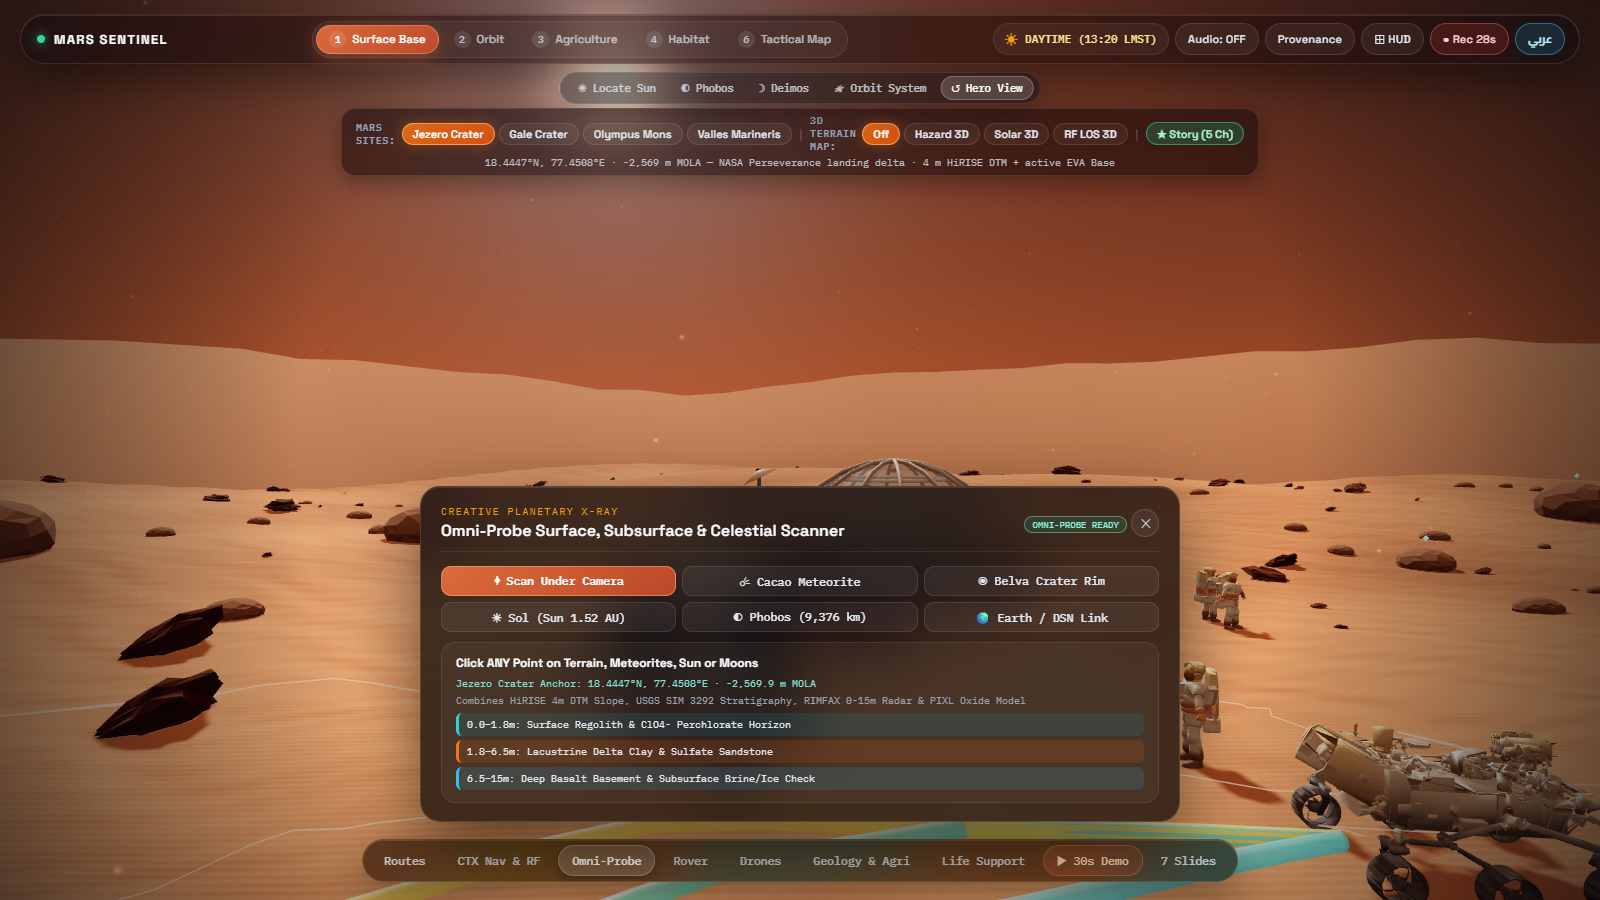 MARS SENTINEL
1 Surface Base
2 Orbit
3 Agriculture
4 Habitat
6 Tactical Map
DAYTIME (13:20 LMST)
Audio: OFF
Provenance
HUD
Rec 28s
عربي
Locate Sun
Phobos
Deimos
Orbit System
Hero View
MARS SITES:
Jezero Crater
Gale Crater
Olympus Mons
Valles Marineris
3D TERRAIN MAP:
Off
Hazard 3D
Solar 3D
RF LOS 3D
★ Story (5 Ch)
18.4447°N, 77.4508°E · -2,569 m MOLA — NASA Perseverance landing delta · 4 m HiRISE DTM + active EVA Base
CREATIVE PLANETARY X-RAY
Omni-Probe Surface, Subsurface & Celestial Scanner
OMNI-PROBE READY
Scan Under Camera
Cacao Meteorite
Belva Crater Rim
Sol (Sun 1.52 AU)
Phobos (9,376 km)
Earth / DSN Link
Click ANY Point on Terrain, Meteorites, Sun or Moons
Jezero Crater Anchor: 18.4447°N, 77.4508°E · -2,569.9 m MOLA
Combines HiRISE 4m DTM Slope, USGS SIM 3292 Stratigraphy, RIMFAX 0-15m Radar & PIXL Oxide Model
0.0-1.8m: Surface Regolith & ClO4- Perchlorate Horizon
1.8-6.5m: Lacustrine Delta Clay & Sulfate Sandstone
6.5-15m: Deep Basalt Basement & Subsurface Brine/Ice Check
Routes
CTX Nav & RF
Omni-Probe
Rover
Drones
Geology & Agri
Life Support
▶ 30s Demo
7 Slides